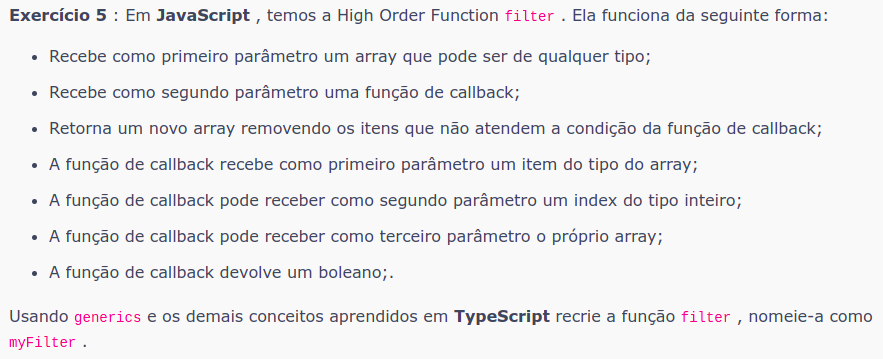 Exercício 5 : Em JavaScript , temos a High Order Function filter . Ela funciona da seguinte forma:
• Recebe como primeiro parâmetro um array que pode ser de qualquer tipo;
• Recebe como segundo parâmetro uma função de callback;
• Retorna um novo array removendo os itens que não atendem a condição da função de callback;
• A função de callback recebe como primeiro parâmetro um item do tipo do array;
• A função de callback pode receber como segundo parâmetro um index do tipo inteiro;
• A função de callback pode receber como terceiro parâmetro o próprio array;
• A função de callback devolve um boleano;.
Usando generics e os demais conceitos aprendidos em TypeScript recrie a função filter , nomeie-a como
myFilter .